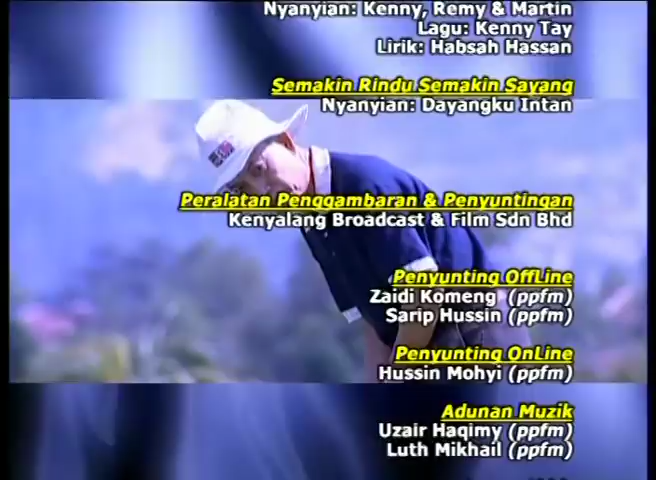 Nyanyian: Kenny, Remy & Martin
Lagu: Kenny Tay
Lirik: Habsah Hassan
Semakin Rindu Semakin Sayang
Nyanyian: Dayangku Intan
Peralatan Penggambaran & Penyuntingan
Kenyalang Broadcast & Film Sdn Bhd
Penyunting OffLine
Zaidi Komeng (ppfm)
Sarip Hussin (ppfm)
Penyunting OnLine
Hussin Mohyi (ppfm)
Adunan Muzik
Uzair Haqimy (ppfm)
Luth Mikhail (ppfm)